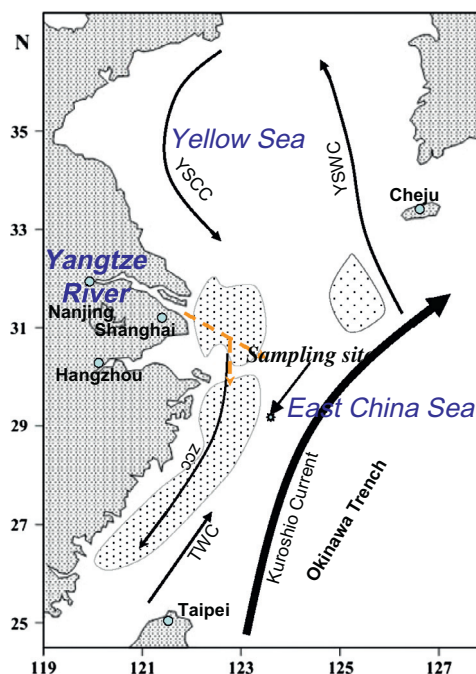 N
35
33
31
29
27
25
119
121
123
125
127
Yellow Sea
YSCC
YSWC
Cheju
Yangtze
River
Nanjing
Shanghai
Hangzhou
Sampling site
East China Sea
ZCC
TWC
Kuroshio Current
Okinawa Trench
Taipei